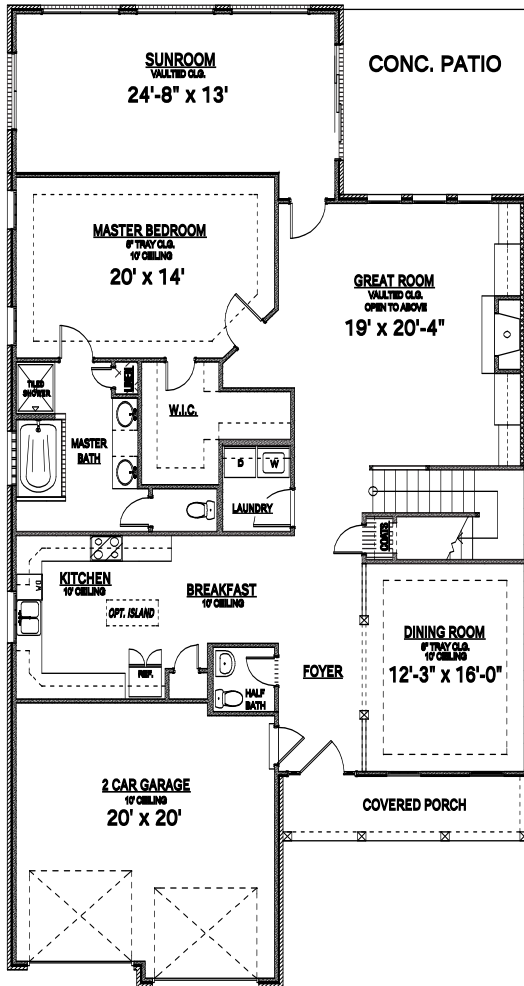 SUNROOM
VAULTED CLG.
24'-8" x 13'
CONC. PATIO
MASTER BEDROOM
6" TRAY CLG.
10' CEILING
20' x 14'
GREAT ROOM
VAULTED CLG.
OPEN TO ABOVE
19' x 20'-4"
TILED
SHOWER
LINEN
W.I.C.
MASTER
BATH
D
W
LAUNDRY
COATS
KITCHEN
10' CEILING
D.W.
BREAKFAST
10' CEILING
OPT. ISLAND
REF.
HALF
BATH
FOYER
DINING ROOM
6" TRAY CLG.
10' CEILING
12'-3" x 16'-0"
2 CAR GARAGE
10' CEILING
20' x 20'
COVERED PORCH